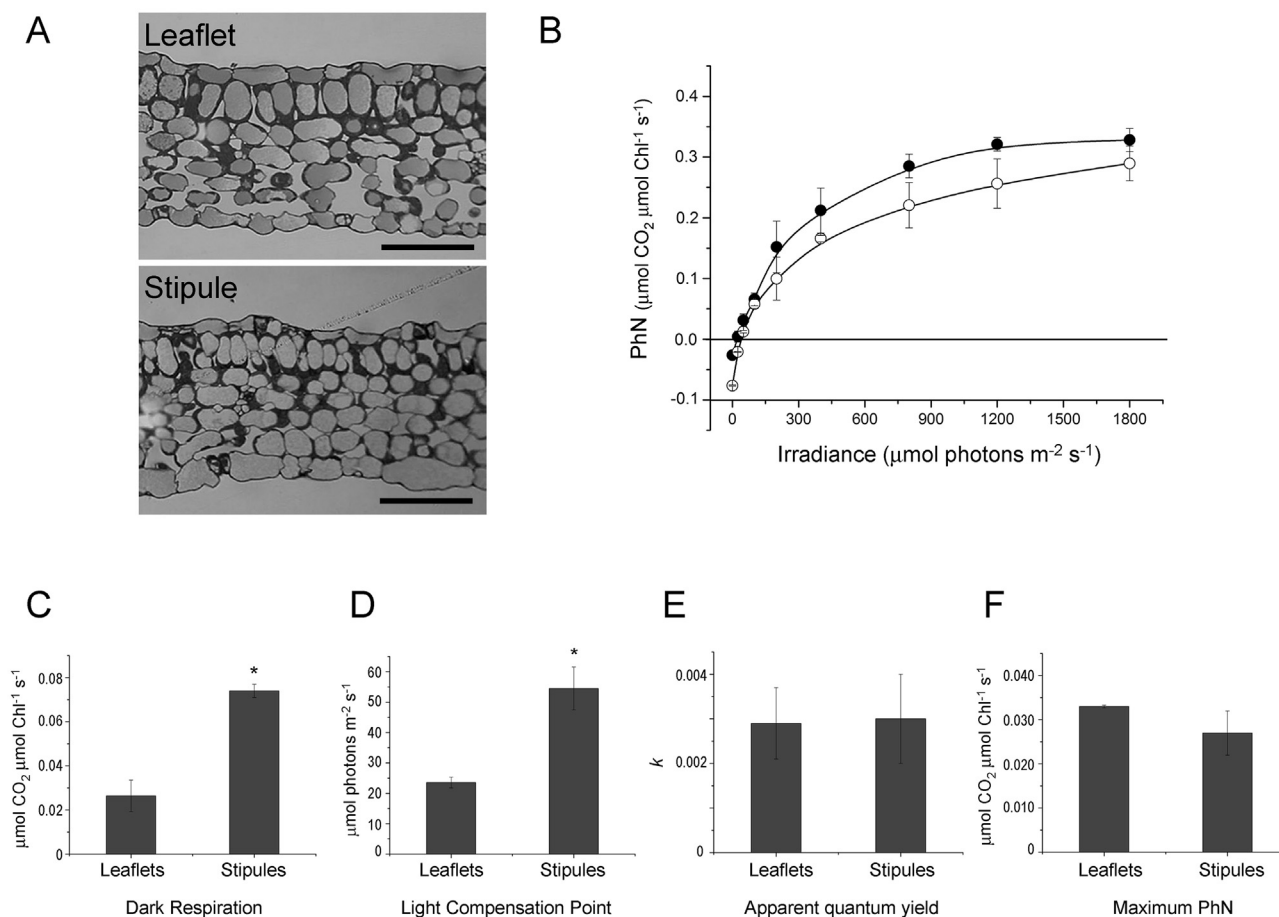 A
Leaflet
Stipule
B
PhN (μmol CO₂ μmol Chl⁻¹ s⁻¹)
0.4
0.3
0.2
0.1
0.0
-0.1
0 300 600 900 1200 1500 1800
Irradiance (μmol photons m⁻² s⁻¹)
C
μmol CO₂ μmol Chl⁻¹ s⁻¹
0.08
0.06
0.04
0.02
0
*
Leaflets Stipules
Dark Respiration
D
μmol photons m⁻² s⁻¹
60
50
40
30
20
10
0
*
Leaflets Stipules
Light Compensation Point
E
k
0.004
0.002
0
Leaflets Stipules
Apparent quantum yield
F
μmol CO₂ μmol Chl⁻¹ s⁻¹
0.040
0.030
0.020
0.010
0
Leaflets Stipules
Maximum PhN